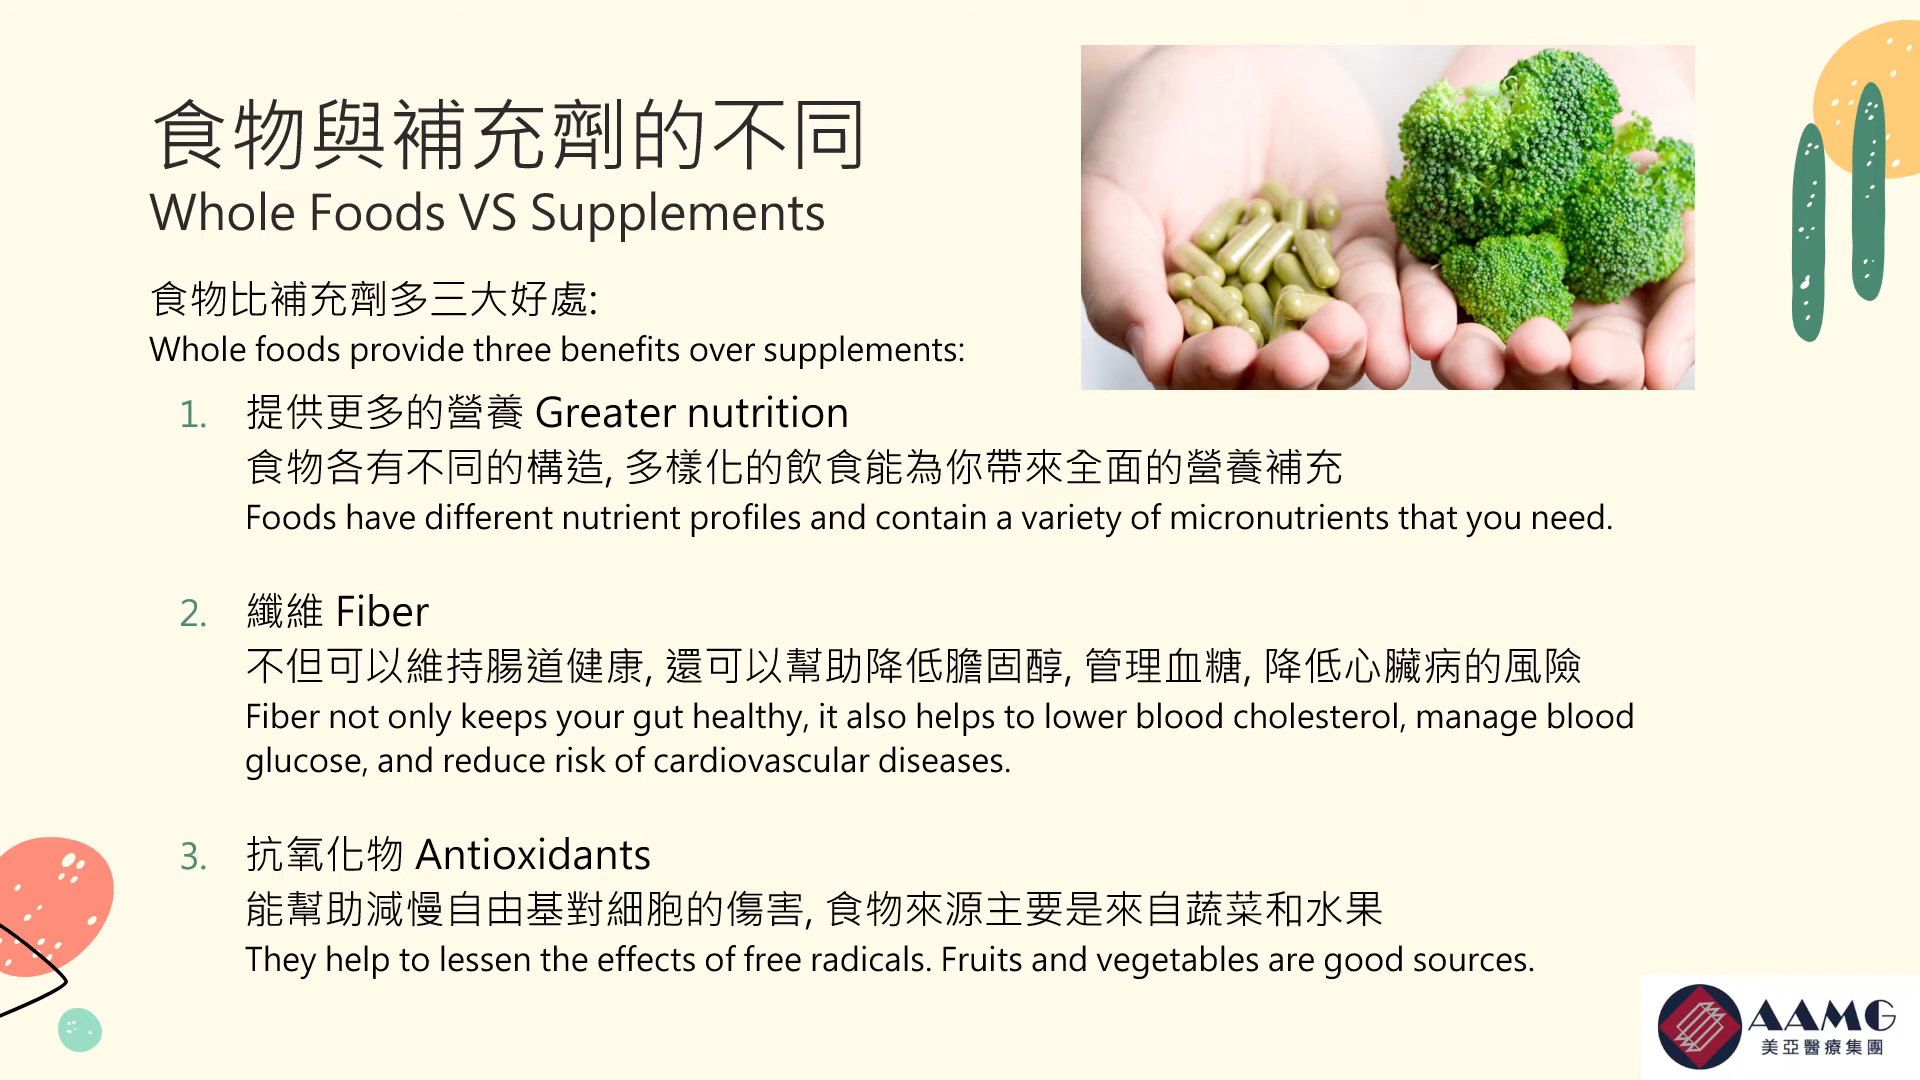 食物與補充劑的不同
Whole Foods VS Supplements
食物比補充劑多三大好處:
Whole foods provide three benefits over supplements:
1. 提供更多的營養 Greater nutrition
食物各有不同的構造, 多樣化的飲食能為你帶來全面的營養補充
Foods have different nutrient profiles and contain a variety of micronutrients that you need.
2. 纖維 Fiber
不但可以維持腸道健康, 還可以幫助降低膽固醇, 管理血糖, 降低心臟病的風險
Fiber not only keeps your gut healthy, it also helps to lower blood cholesterol, manage blood
glucose, and reduce risk of cardiovascular diseases.
3. 抗氧化物 Antioxidants
能幫助減慢自由基對細胞的傷害, 食物來源主要是來自蔬菜和水果
They help to lessen the effects of free radicals. Fruits and vegetables are good sources.
AAMG
美亞醫療集團